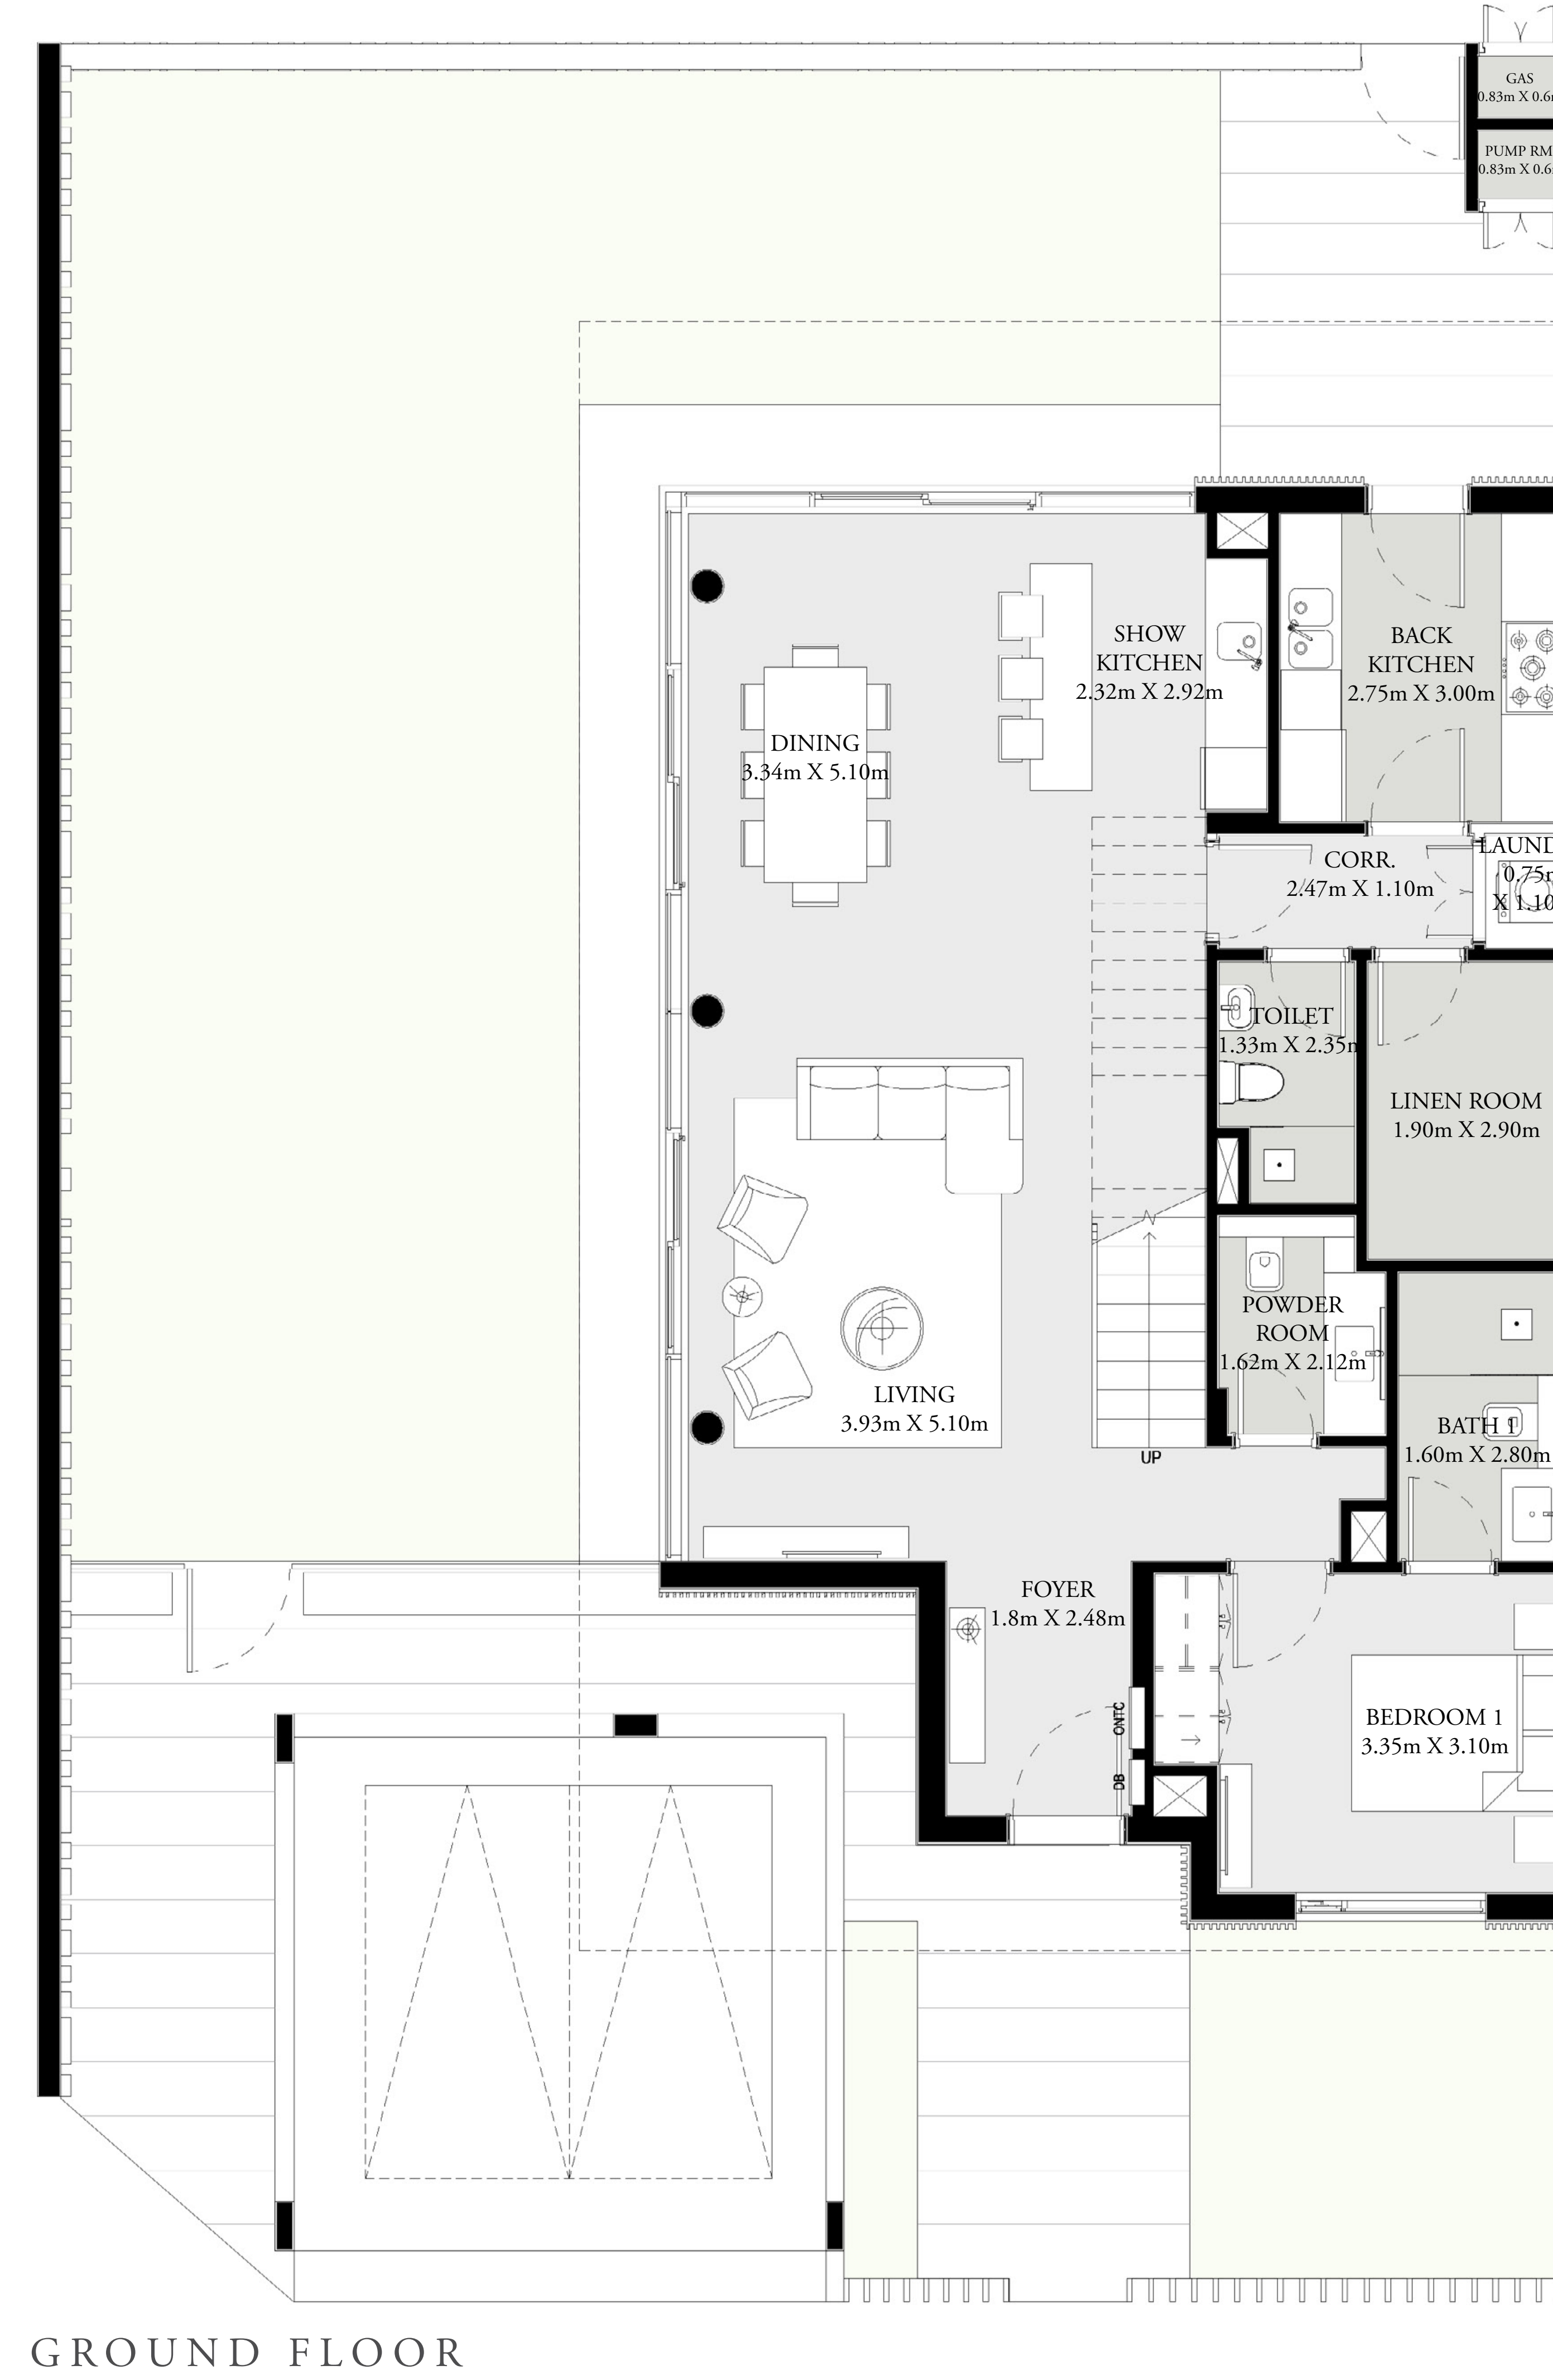 GAS
0.83m X 0.6
PUMP RM
0.83m X 0.6
SHOW
KITCHEN
2.32m X 2.92m
BACK
KITCHEN
2.75m X 3.00m
DINING
3.34m X 5.10m
LAUND
0.75m
X 1.10
CORR.
2.47m X 1.10m
TOILET
1.33m X 2.35m
LINEN ROOM
1.90m X 2.90m
POWDER
ROOM
1.62m X 2.12m
LIVING
3.93m X 5.10m
BATH 1
1.60m X 2.80m
UP
FOYER
1.8m X 2.48m
ONTC
DB
BEDROOM 1
3.35m X 3.10m
GROUND FLOOR